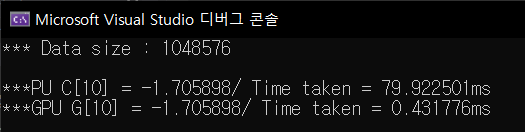 Microsoft Visual Studio 디버그 콘솔
*** Data size : 1048576
***PU C[10] = -1.705898/ Time taken = 79.922501ms
***GPU G[10] = -1.705898/ Time taken = 0.431776ms